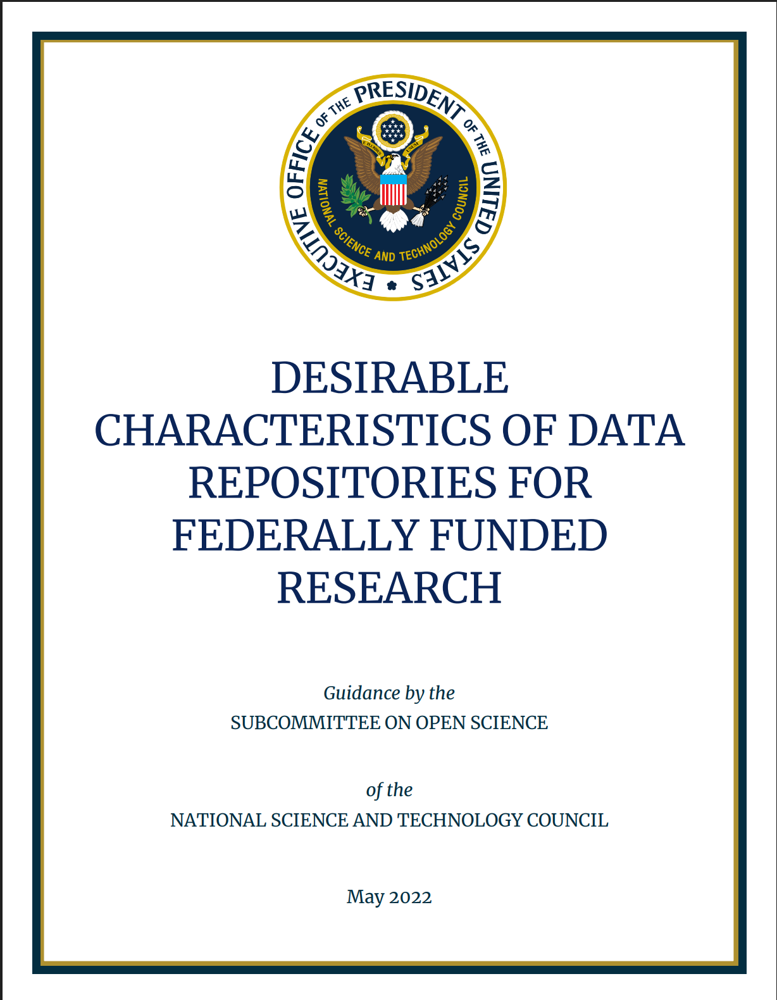 EXECUTIVE OFFICE OF THE PRESIDENT OF THE UNITED STATES
E PLURIBUS UNUM
NATIONAL SCIENCE AND TECHNOLOGY COUNCIL
DESIRABLE
CHARACTERISTICS OF DATA
REPOSITORIES FOR
FEDERALLY FUNDED
RESEARCH
Guidance by the
SUBCOMMITTEE ON OPEN SCIENCE
of the
NATIONAL SCIENCE AND TECHNOLOGY COUNCIL
May 2022